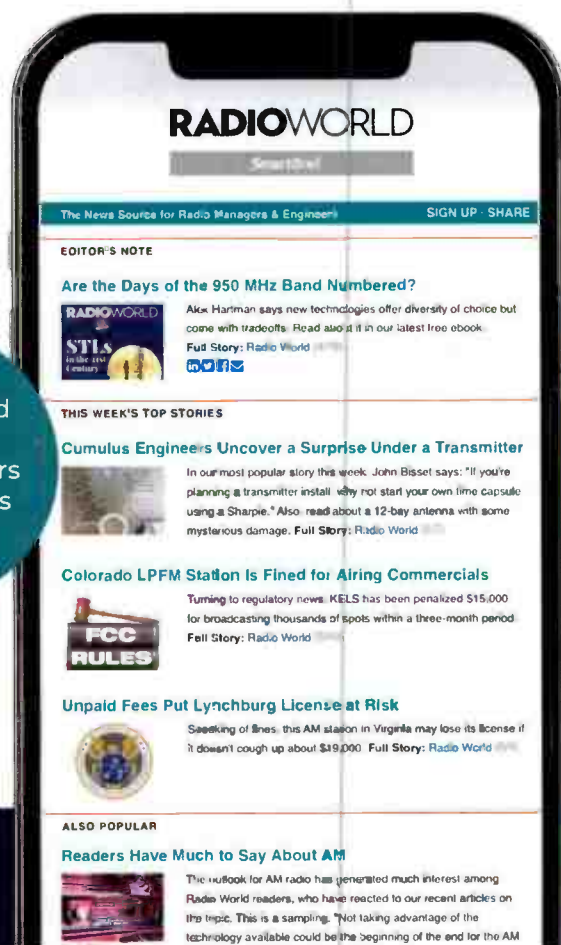 RADIOWORLD
SmartBrief
The News Source for Radio Managers & Engineers
SIGN UP · SHARE
EDITOR'S NOTE
Are the Days of the 950 MHz Band Numbered?
RADIOWORLD
STLs
in the 21st
Century
Alex Hartman says new technologies offer diversity of choice but
come with tradeoffs. Read about it in our latest free ebook.
Full Story: Radio World
THIS WEEK'S TOP STORIES
Cumulus Engineers Uncover a Surprise Under a Transmitter
In our most popular story this week, John Bisset says: "If you're
planning a transmitter install, why not start your own time capsule
using a Sharpie." Also, read about a 12-bay antenna with some
mysterious damage. Full Story: Radio World
Colorado LPFM Station Is Fined for Airing Commercials
FCC
RULES
Turning to regulatory news, KELS has been penalized $15,000
for broadcasting thousands of spots within a three-month period.
Full Story: Radio World
Unpaid Fees Put Lynchburg License at Risk
Speaking of fines, this AM station in Virginia may lose its license if
it doesn't cough up about $19,000. Full Story: Radio World
ALSO POPULAR
Readers Have Much to Say About AM
The outlook for AM radio has generated much interest among
Radio World readers, who have reacted to our recent articles on
the topic. This is a sampling. "Not taking advantage of the
technology available could be the beginning of the end for the AM